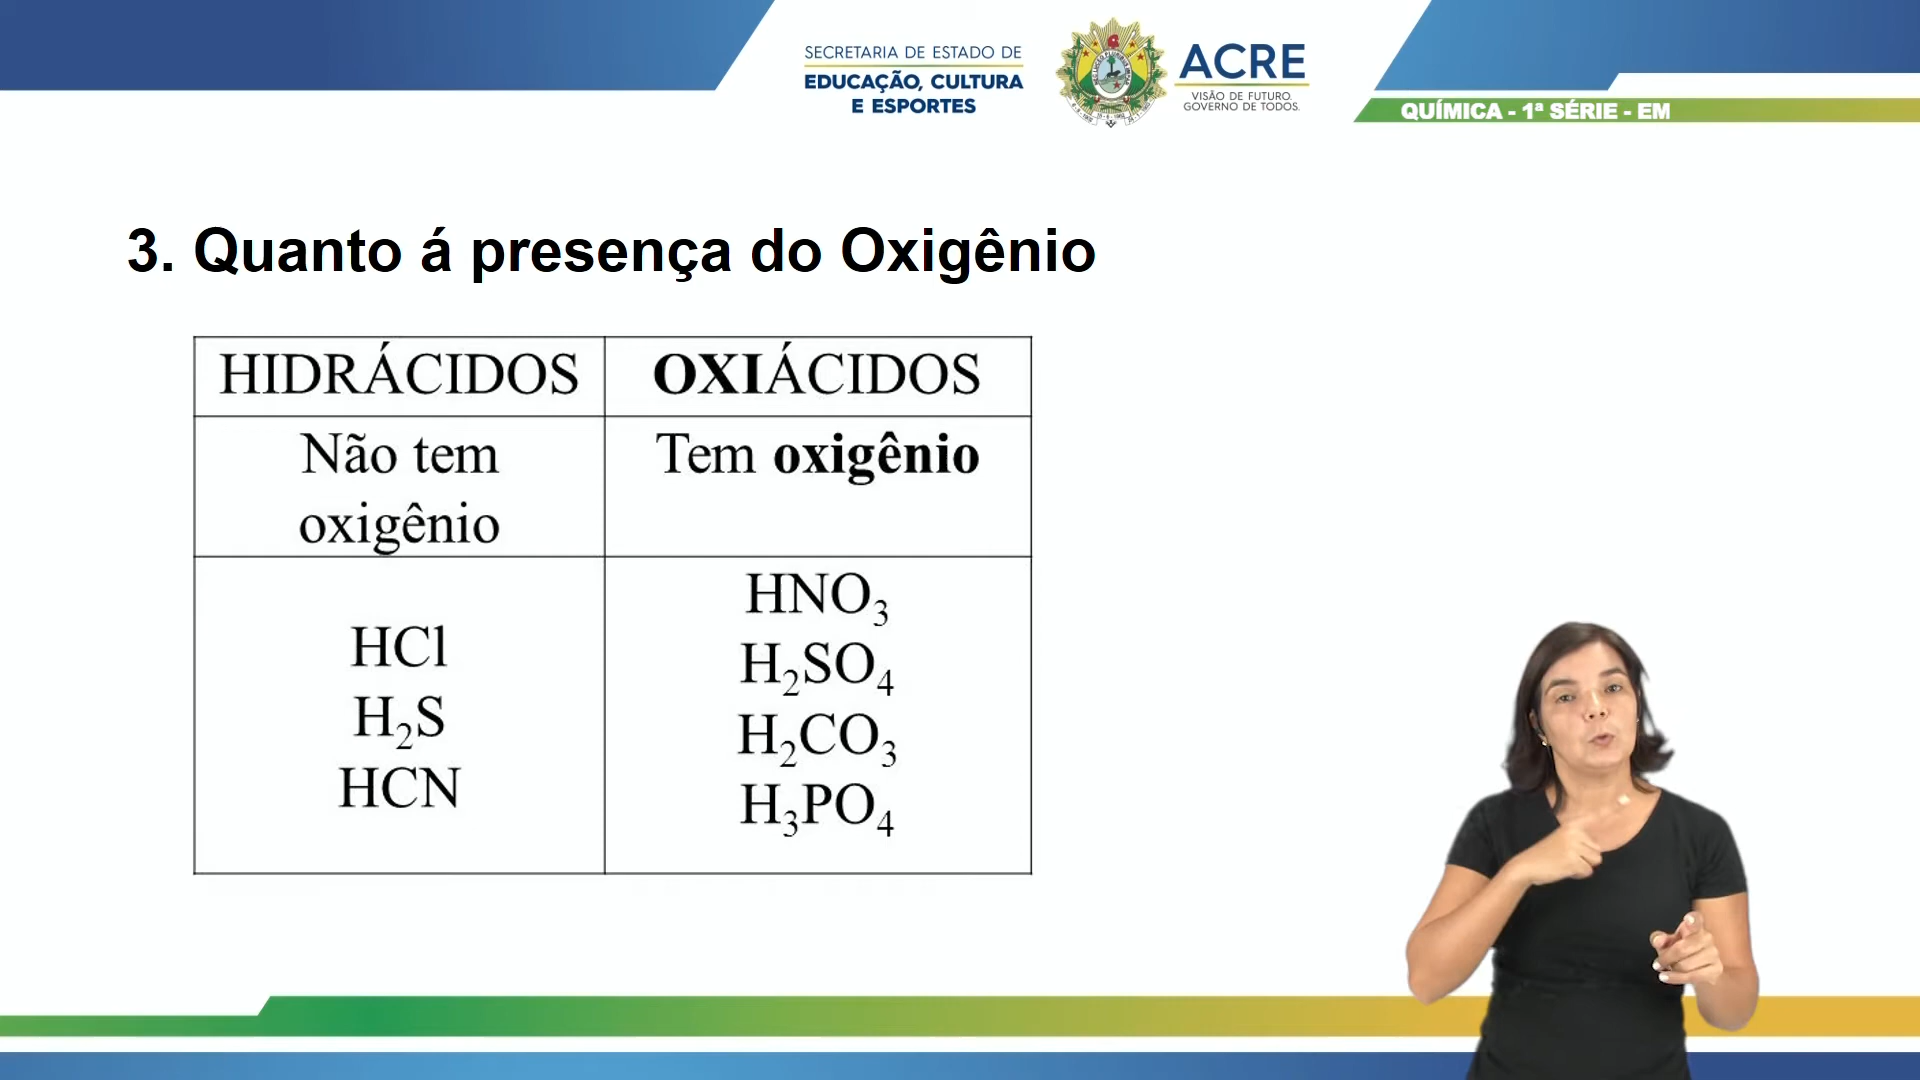 SECRETARIA DE ESTADO DE
EDUCAÇÃO, CULTURA
E ESPORTES
ACRE
VISÃO DE FUTURO.
GOVERNO DE TODOS.
QUÍMICA - 1ª SÉRIE - EM
3. Quanto á presença do Oxigênio
HIDRÁCIDOS
OXIÁCIDOS
Não tem
oxigênio
Tem oxigênio
HCl
H₂S
HCN
HNO₃
H₂SO₄
H₂CO₃
H₃PO₄